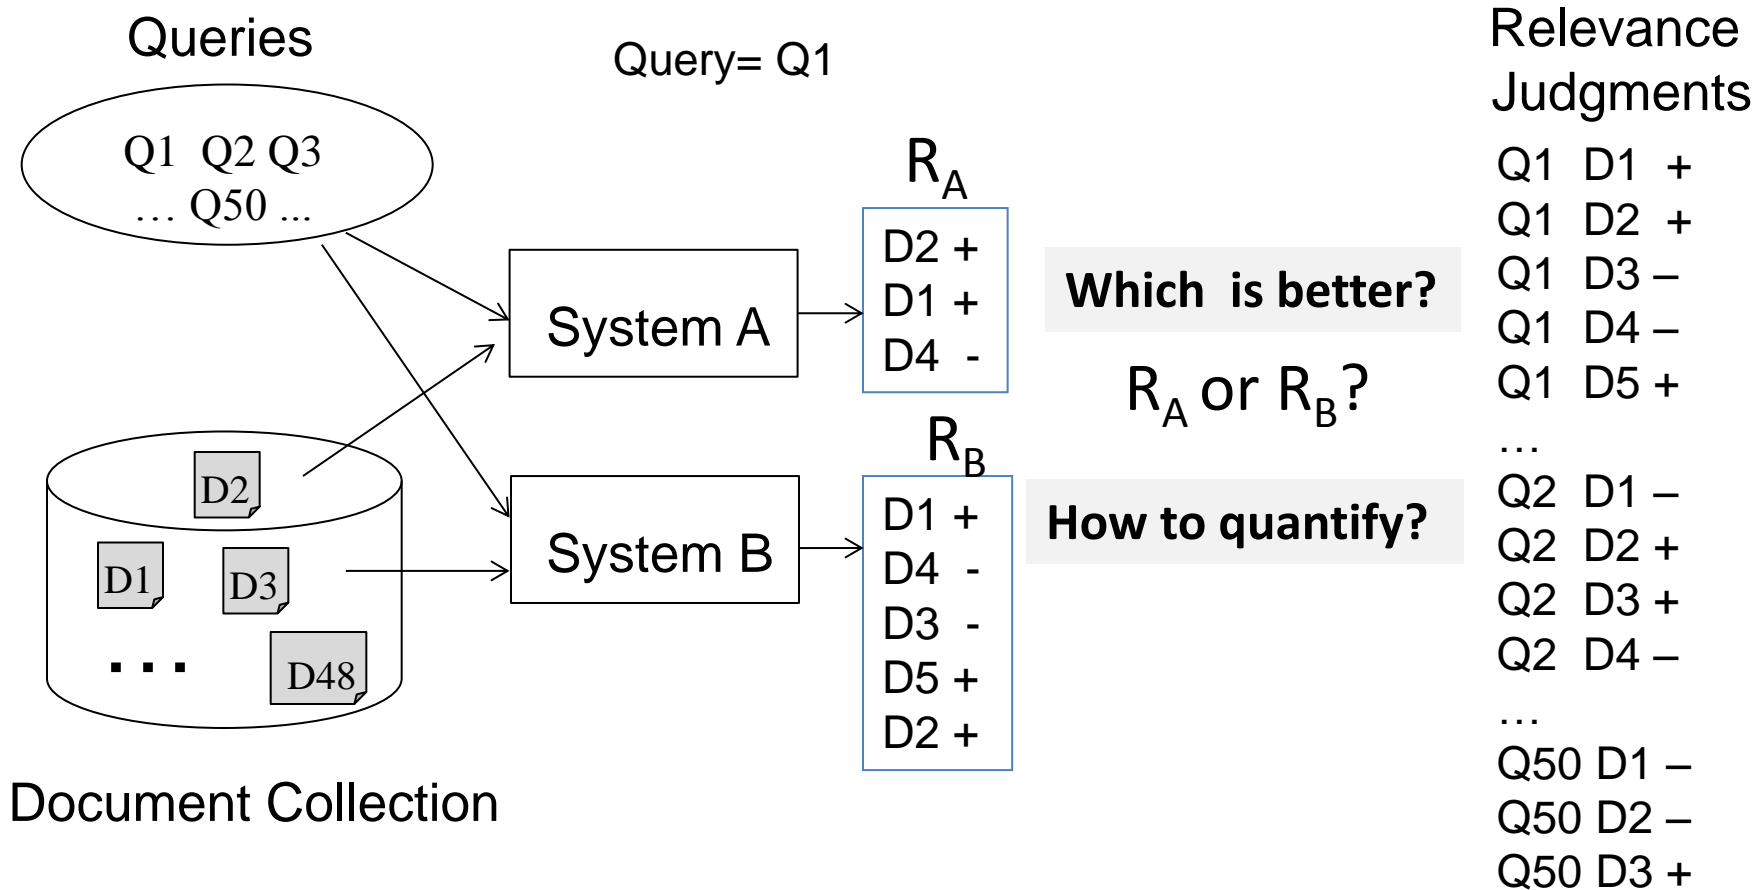 Queries
Q1 Q2 Q3
… Q50 ...
D2
D1
D3
...
D48
Document Collection
Query= Q1
System A
System B
RA
D2 +
D1 +
D4 -
RB
D1 +
D4 -
D3 -
D5 +
D2 +
Which is better?
RA or RB?
How to quantify?
Relevance
Judgments
Q1 D1 +
Q1 D2 +
Q1 D3 –
Q1 D4 –
Q1 D5 +
…
Q2 D1 –
Q2 D2 +
Q2 D3 +
Q2 D4 –
…
Q50 D1 –
Q50 D2 –
Q50 D3 +